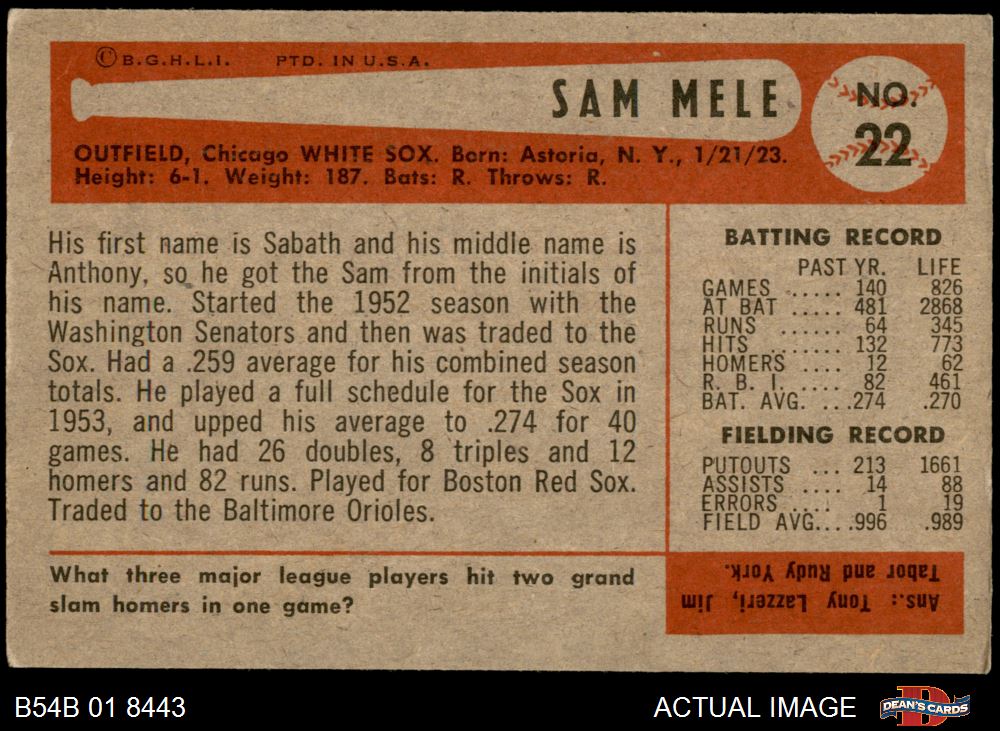 ©B.G.H.L.I. PTD. IN U.S.A.
SAM MELE
NO.
22
OUTFIELD, Chicago WHITE SOX. Born: Astoria, N. Y., 1/21/23.
Height: 6-1. Weight: 187. Bats: R. Throws: R.
His first name is Sabath and his middle name is
Anthony, so he got the Sam from the initials of
his name. Started the 1952 season with the
Washington Senators and then was traded to the
Sox. Had a .259 average for his combined season
totals. He played a full schedule for the Sox in
1953, and upped his average to .274 for 40
games. He had 26 doubles, 8 triples and 12
homers and 82 runs. Played for Boston Red Sox.
Traded to the Baltimore Orioles.
BATTING RECORD
PAST YR. LIFE
GAMES ..... 140 826
AT BAT ..... 481 2868
RUNS ...... 64 345
HITS ........ 132 773
HOMERS .... 12 62
R. B. I. .... 82 461
BAT. AVG. ...274 .270
FIELDING RECORD
PUTOUTS ... 213 1661
ASSISTS .... 14 88
ERRORS .... 1 19
FIELD AVG....996 .989
What three major league players hit two grand
slam homers in one game?
Ans.: Tony Lazzeri, Jim
Tabor and Rudy York.
B54B 01 8443
ACTUAL IMAGE
D
DEAN'S CARDS